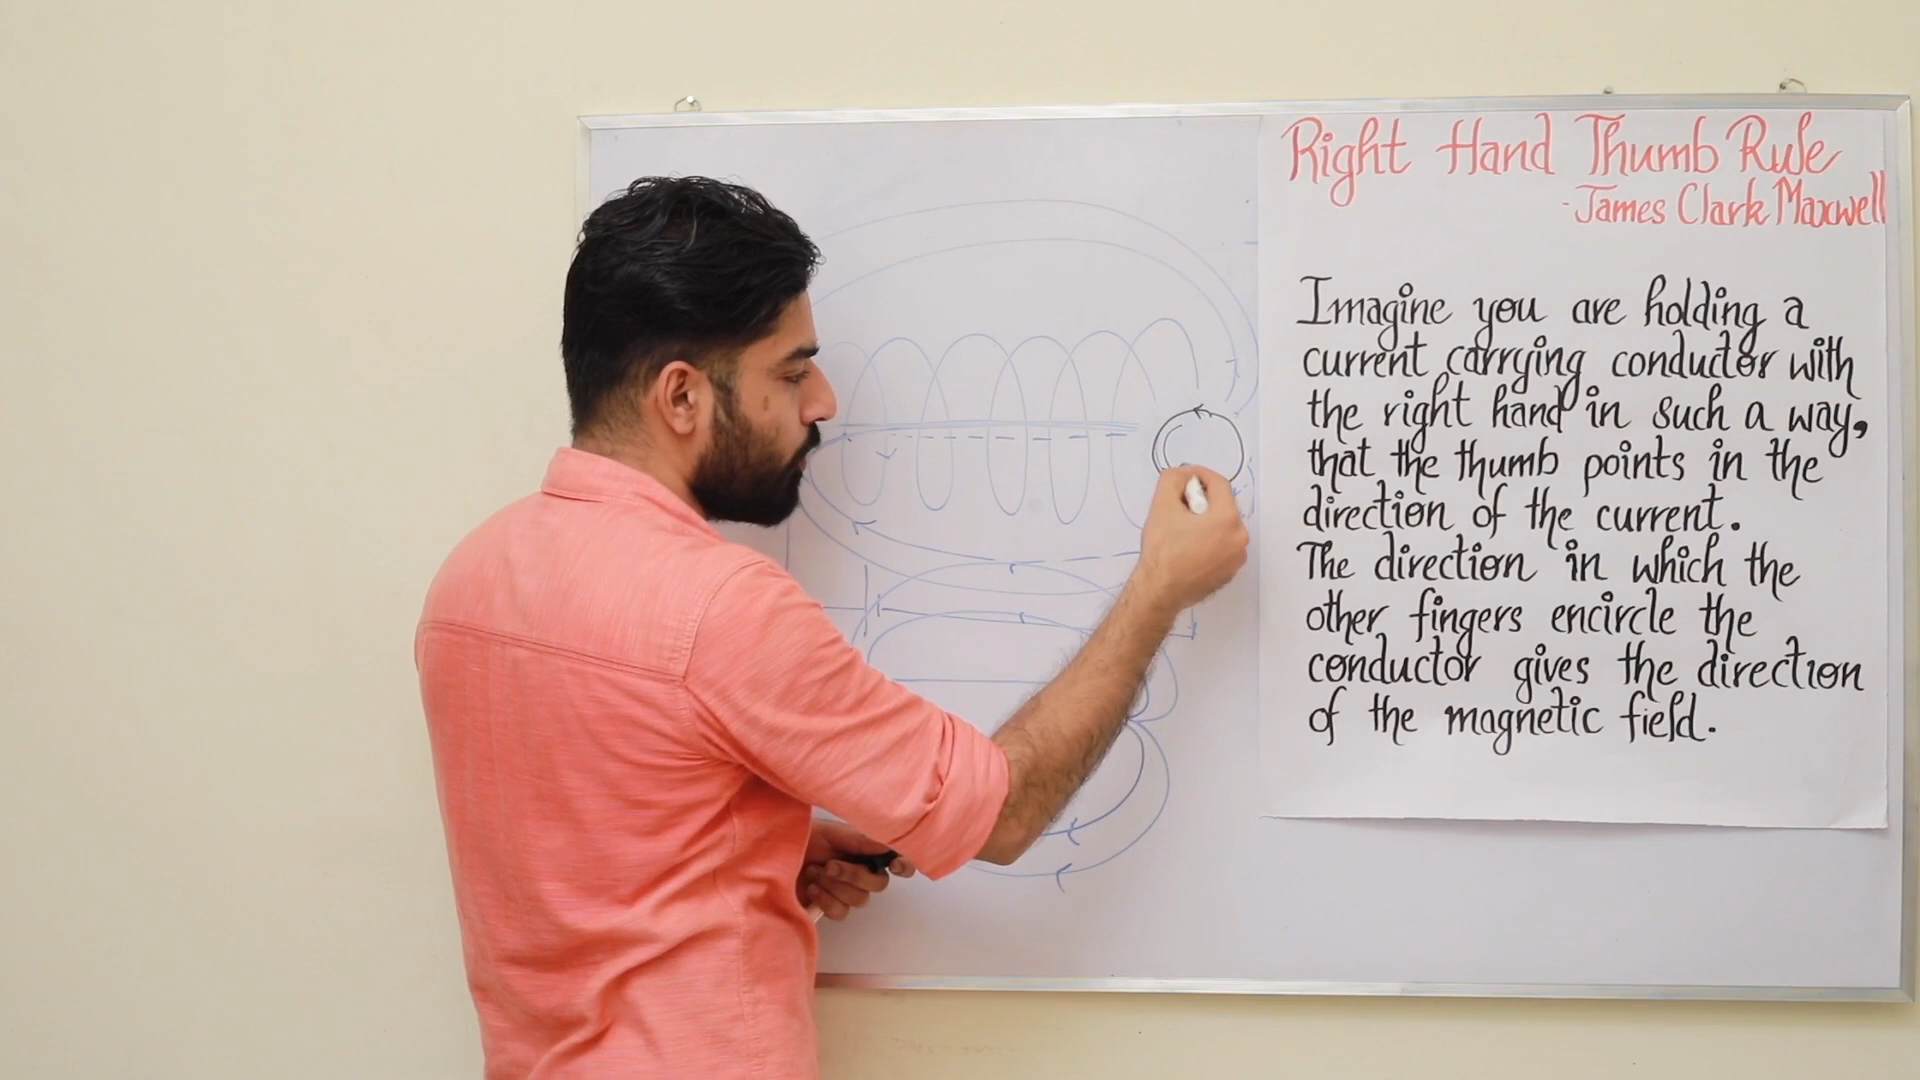 Right Hand Thumb Rule
- James Clark Maxwell
Imagine you are holding a
current carrying conductor with
the right hand in such a way,
that the thumb points in the
direction of the current.
The direction in which the
other fingers encircle the
conductor gives the direction
of the magnetic field.